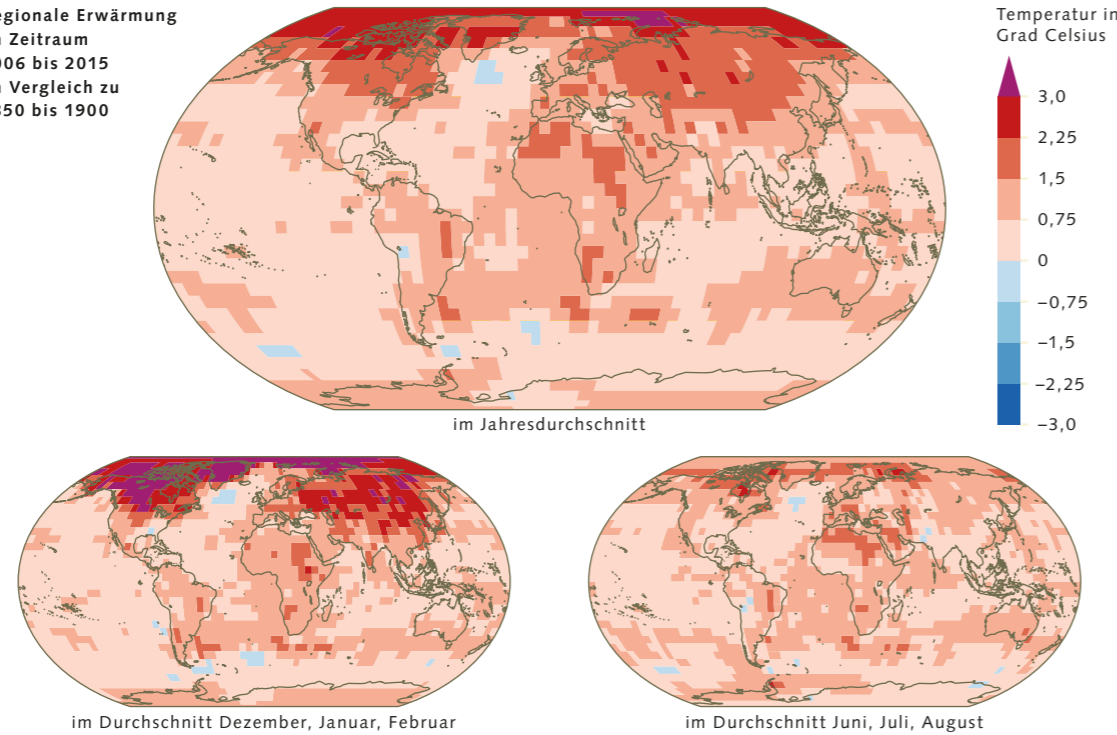 egionale Erwärmung
Zeitraum
006 bis 2015
Vergleich zu
850 bis 1900
Temperatur in
Grad Celsius
3,0
2,25
1,5
0,75
0
−0,75
−1,5
−2,25
−3,0
im Jahresdurchschnitt
im Durchschnitt Dezember, Januar, Februar
im Durchschnitt Juni, Juli, August